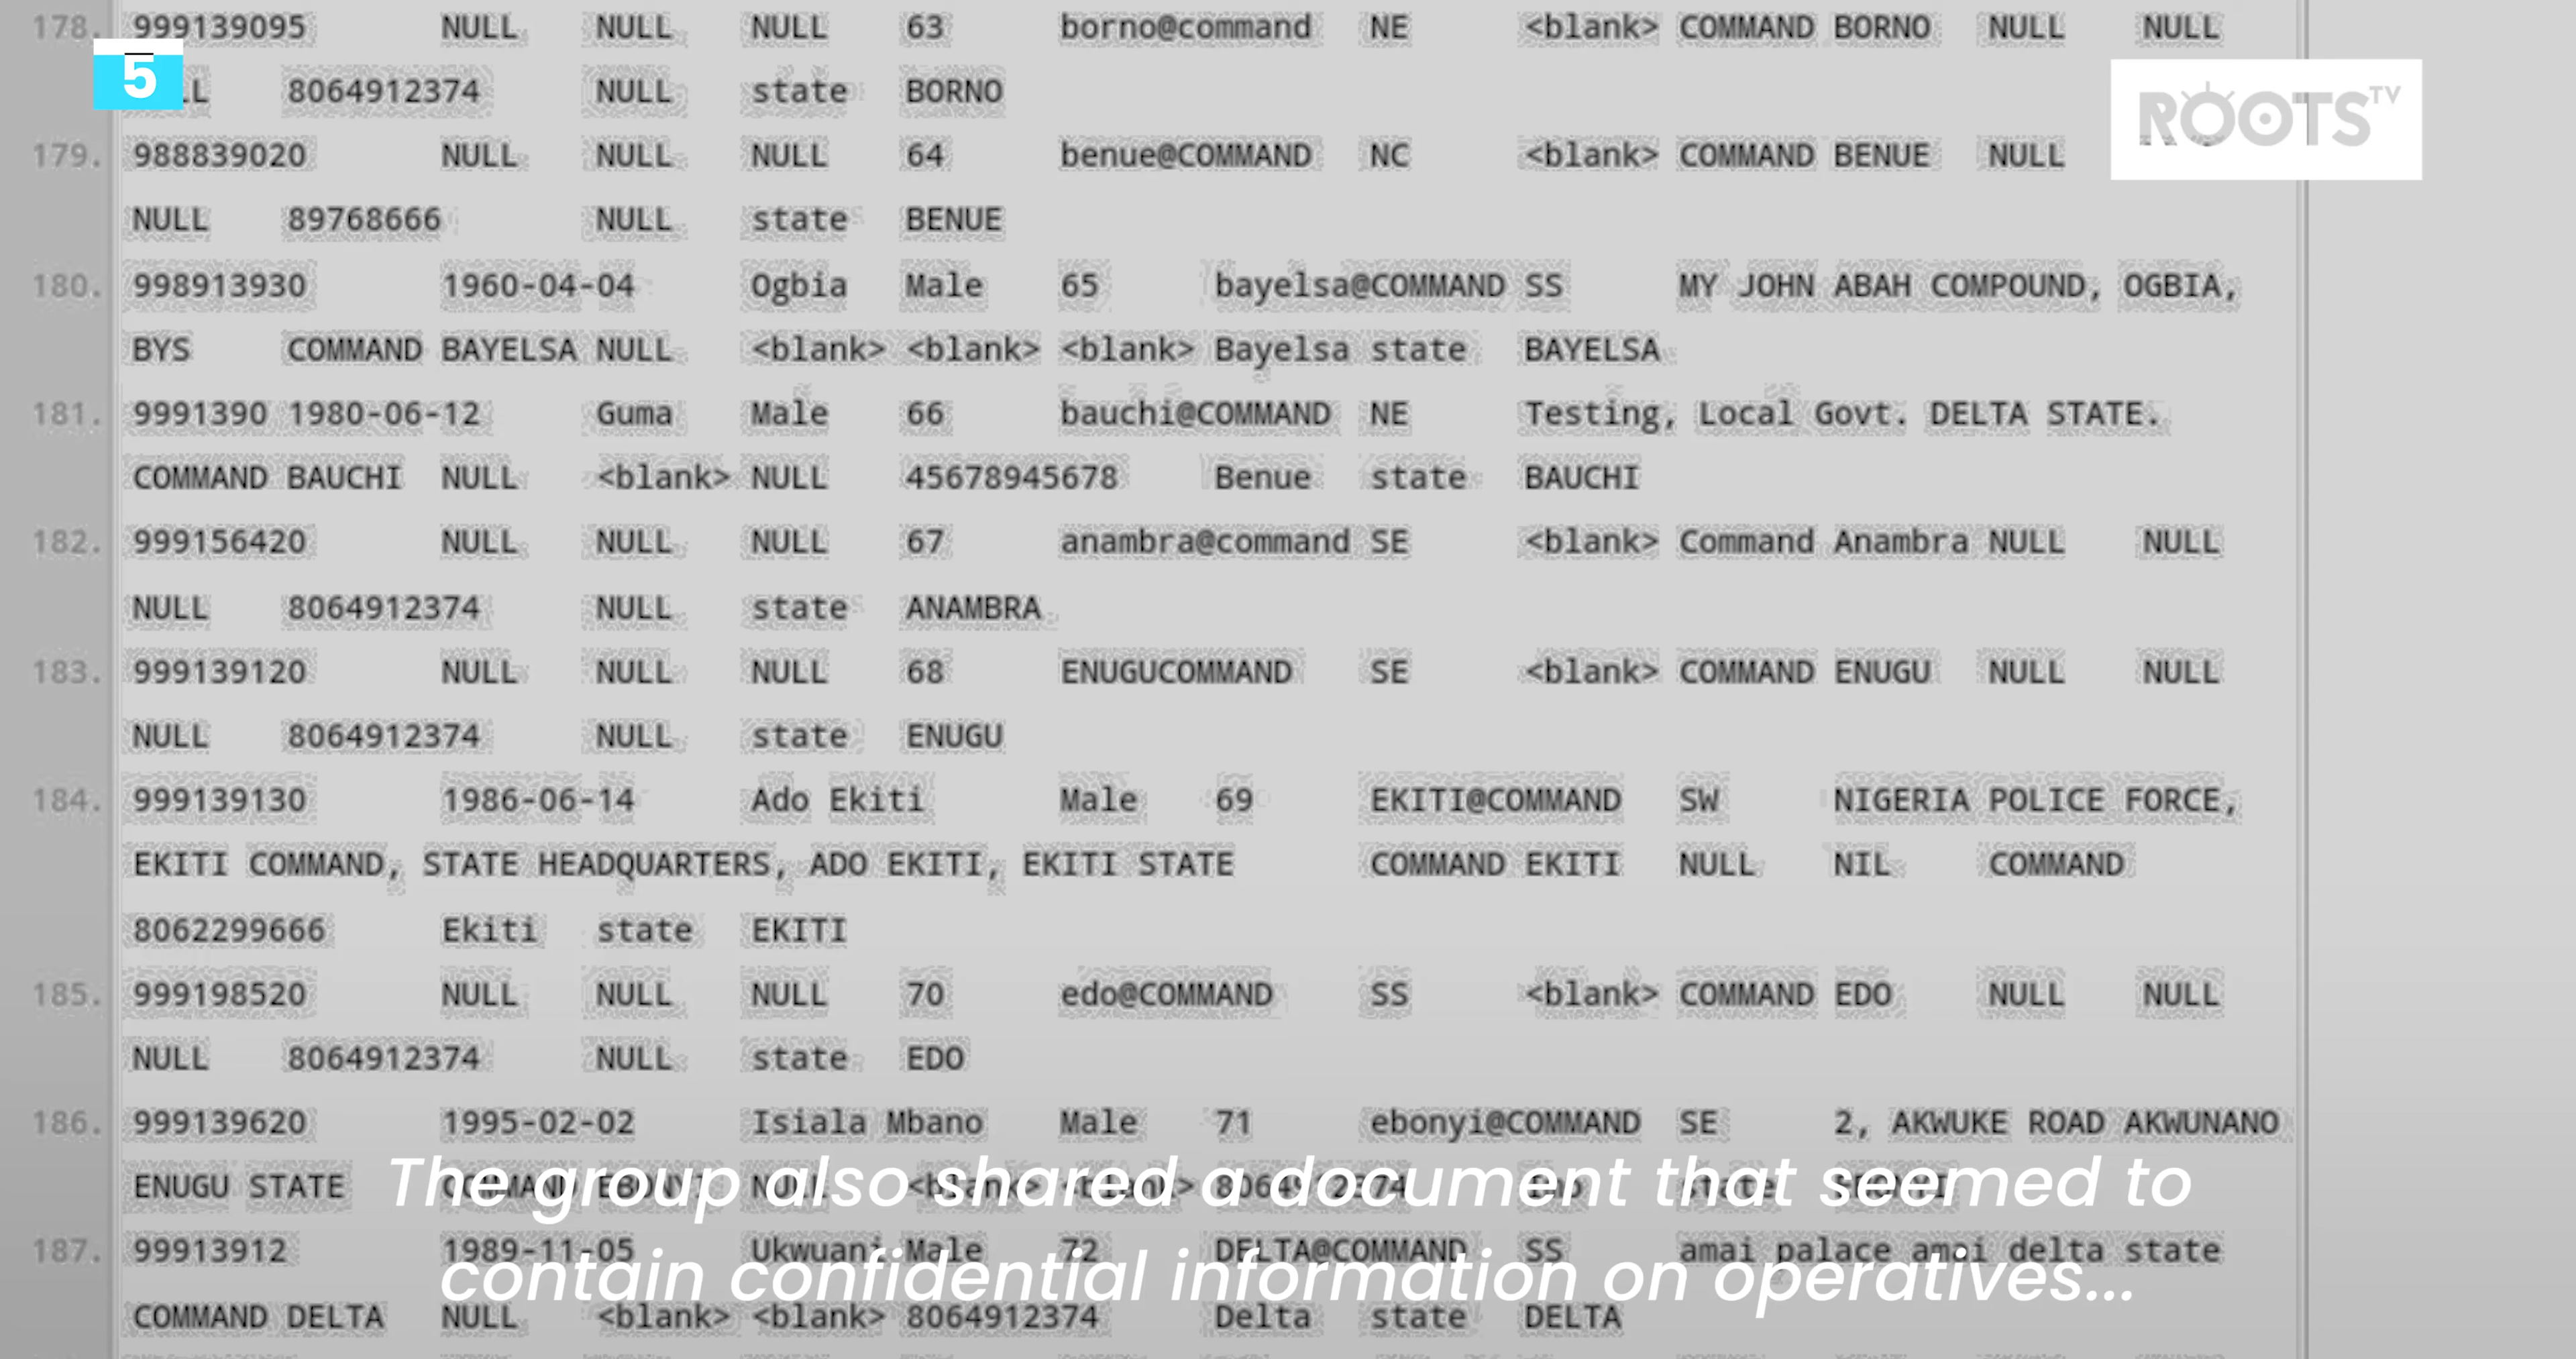 178. 999139095 NULL NULL NULL 63 borno@command NE <blank> COMMAND BORNO NULL NULL
5
8064912374 NULL state BORNO
ROOTS TV
179. 988839020 NULL NULL NULL 64 benue@COMMAND NC <blank> COMMAND BENUE NULL
NULL 89768666 NULL state BENUE
180. 998913930 1960-04-04 Ogbia Male 65 bayelsa@COMMAND SS MY JOHN ABAH COMPOUND, OGBIA,
BYS COMMAND BAYELSA NULL <blank> <blank> <blank> Bayelsa state BAYELSA
181. 9991390 1980-06-12 Guma Male 66 bauchi@COMMAND NE Testing, Local Govt. DELTA STATE.
COMMAND BAUCHI NULL <blank> NULL 45678945678 Benue state BAUCHI
182. 999156420 NULL NULL NULL 67 anambra@command SE <blank> Command Anambra NULL NULL
NULL 8064912374 NULL state ANAMBRA
183. 999139120 NULL NULL NULL 68 ENUGUCOMMAND SE <blank> COMMAND ENUGU NULL NULL
NULL 8064912374 NULL state ENUGU
184. 999139130 1986-06-14 Ado Ekiti Male 69 EKITI@COMMAND SW NIGERIA POLICE FORCE,
EKITI COMMAND, STATE HEADQUARTERS, ADO EKITI, EKITI STATE COMMAND EKITI NULL NIL COMMAND
8062299666 Ekiti state EKITI
185. 999198520 NULL NULL NULL 70 edo@COMMAND SS <blank> COMMAND EDO NULL NULL
NULL 8064912374 NULL state EDO
186. 999139620 1995-02-02 Isiala Mbano Male 71 ebonyi@COMMAND SE 2, AKWUKE ROAD AKWUNANO
ENUGU STATE
The group also shared a document that seemed to
187. 99913912 1989-11-05 Ukwuani Male 72 DELTA@COMMAND SS amai palace amai delta state
contain confidential information on operatives...
COMMAND DELTA NULL <blank> <blank> 8064912374 Delta state DELTA